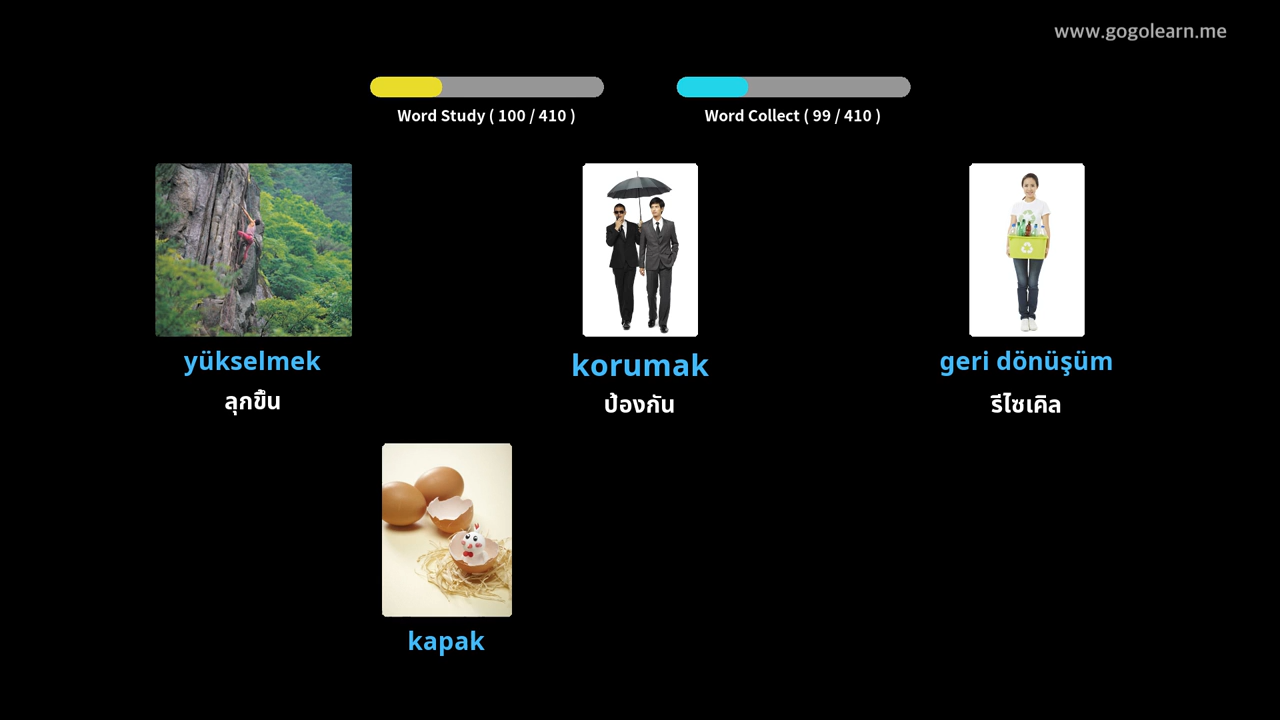 www.gogolearn.me
Word Study ( 100 / 410 )
Word Collect ( 99 / 410 )
yükselmek
korumak
geri dönüşüm
ลุกขึ้น
ป้องกัน
รีไซเคิล
kapak